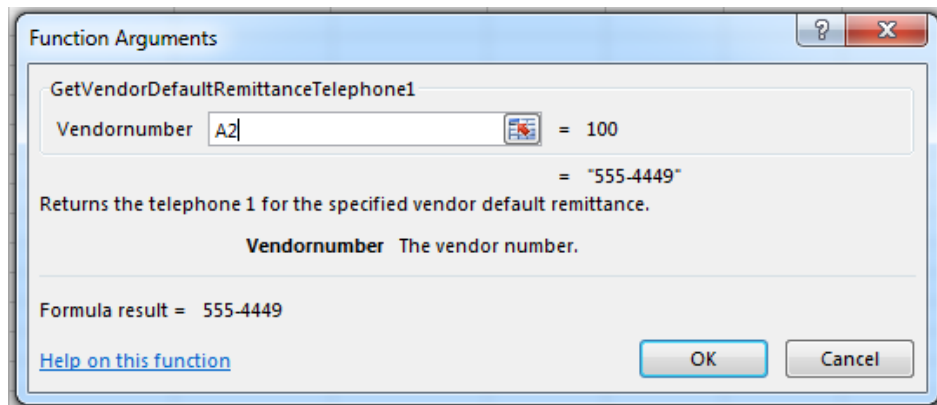 Function Arguments
? X
GetVendorDefaultRemittanceTelephone1
Vendornumber A2 = 100
= "555-4449"
Returns the telephone 1 for the specified vendor default remittance.
Vendornumber The vendor number.
Formula result = 555-4449
Help on this function OK Cancel